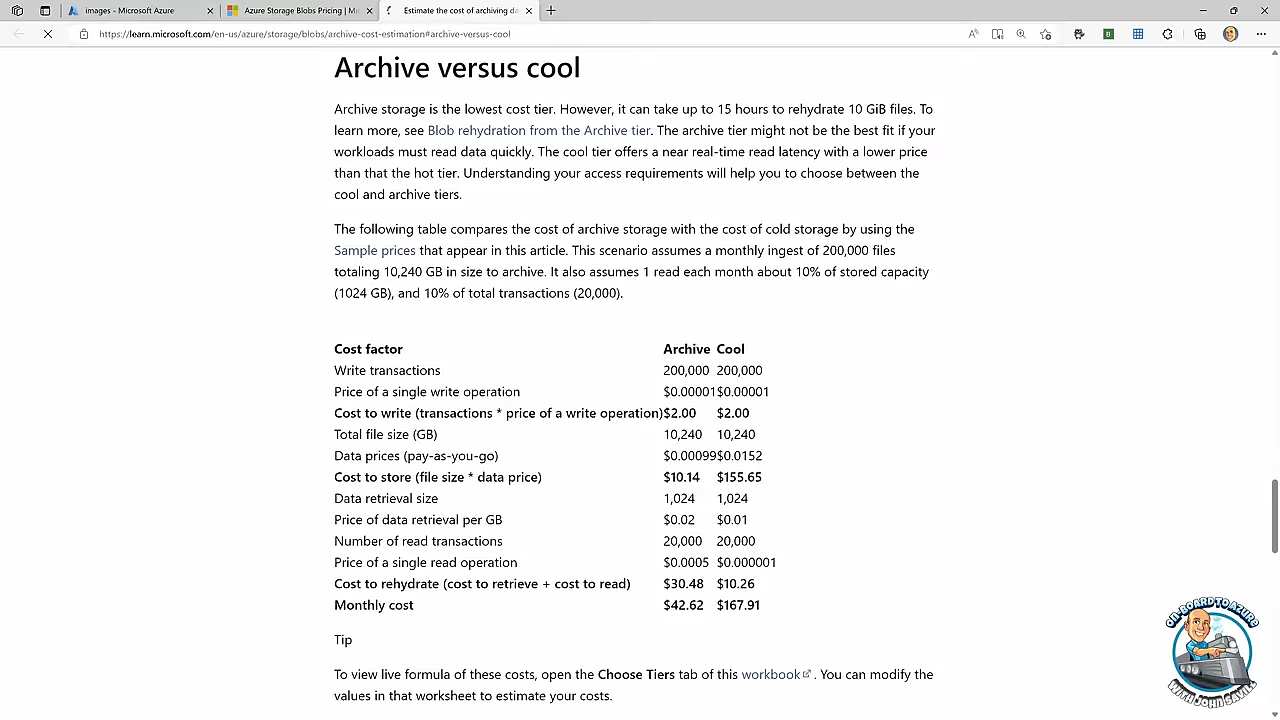 images - Microsoft Azure
Azure Storage Blobs Pricing | Mic
Estimate the cost of archiving da
https://learn.microsoft.com/en-us/azure/storage/blobs/archive-cost-estimation#archive-versus-cool
Archive versus cool
Archive storage is the lowest cost tier. However, it can take up to 15 hours to rehydrate 10 GiB files. To
learn more, see Blob rehydration from the Archive tier. The archive tier might not be the best fit if your
workloads must read data quickly. The cool tier offers a near real-time read latency with a lower price
than that the hot tier. Understanding your access requirements will help you to choose between the
cool and archive tiers.
The following table compares the cost of archive storage with the cost of cold storage by using the
Sample prices that appear in this article. This scenario assumes a monthly ingest of 200,000 files
totaling 10,240 GB in size to archive. It also assumes 1 read each month about 10% of stored capacity
(1024 GB), and 10% of total transactions (20,000).
Cost factor Archive Cool
Write transactions 200,000 200,000
Price of a single write operation $0.00001 $0.00001
Cost to write (transactions * price of a write operation) $2.00 $2.00
Total file size (GB) 10,240 10,240
Data prices (pay-as-you-go) $0.00099 $0.0152
Cost to store (file size * data price) $10.14 $155.65
Data retrieval size 1,024 1,024
Price of data retrieval per GB $0.02 $0.01
Number of read transactions 20,000 20,000
Price of a single read operation $0.0005 $0.000001
Cost to rehydrate (cost to retrieve + cost to read) $30.48 $10.26
Monthly cost $42.62 $167.91
Tip
To view live formula of these costs, open the Choose Tiers tab of this workbook. You can modify the
values in that worksheet to estimate your costs.
ON-BOARD TO AZURE
WITH JOHN SAVILL